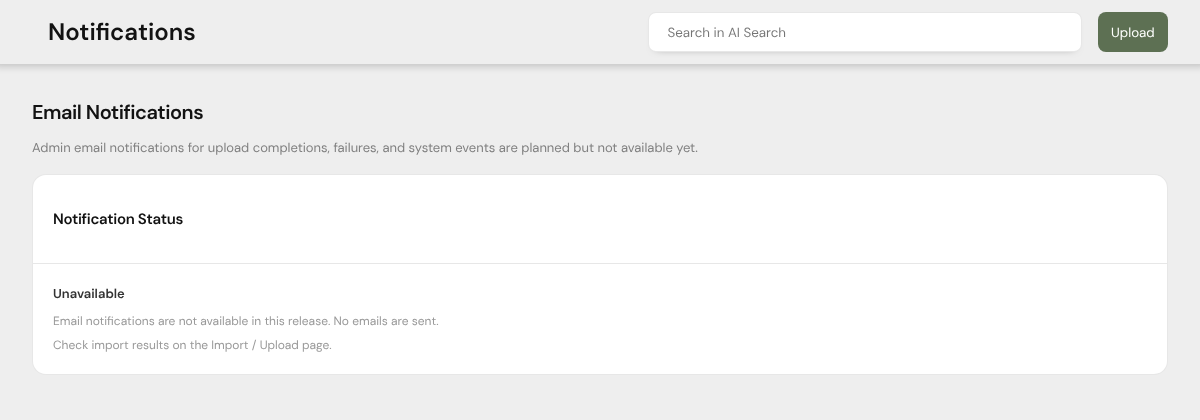 Notifications
Search in AI Search
Upload
Email Notifications
Admin email notifications for upload completions, failures, and system events are planned but not available yet.
Notification Status
Unavailable
Email notifications are not available in this release. No emails are sent.
Check import results on the Import / Upload page.